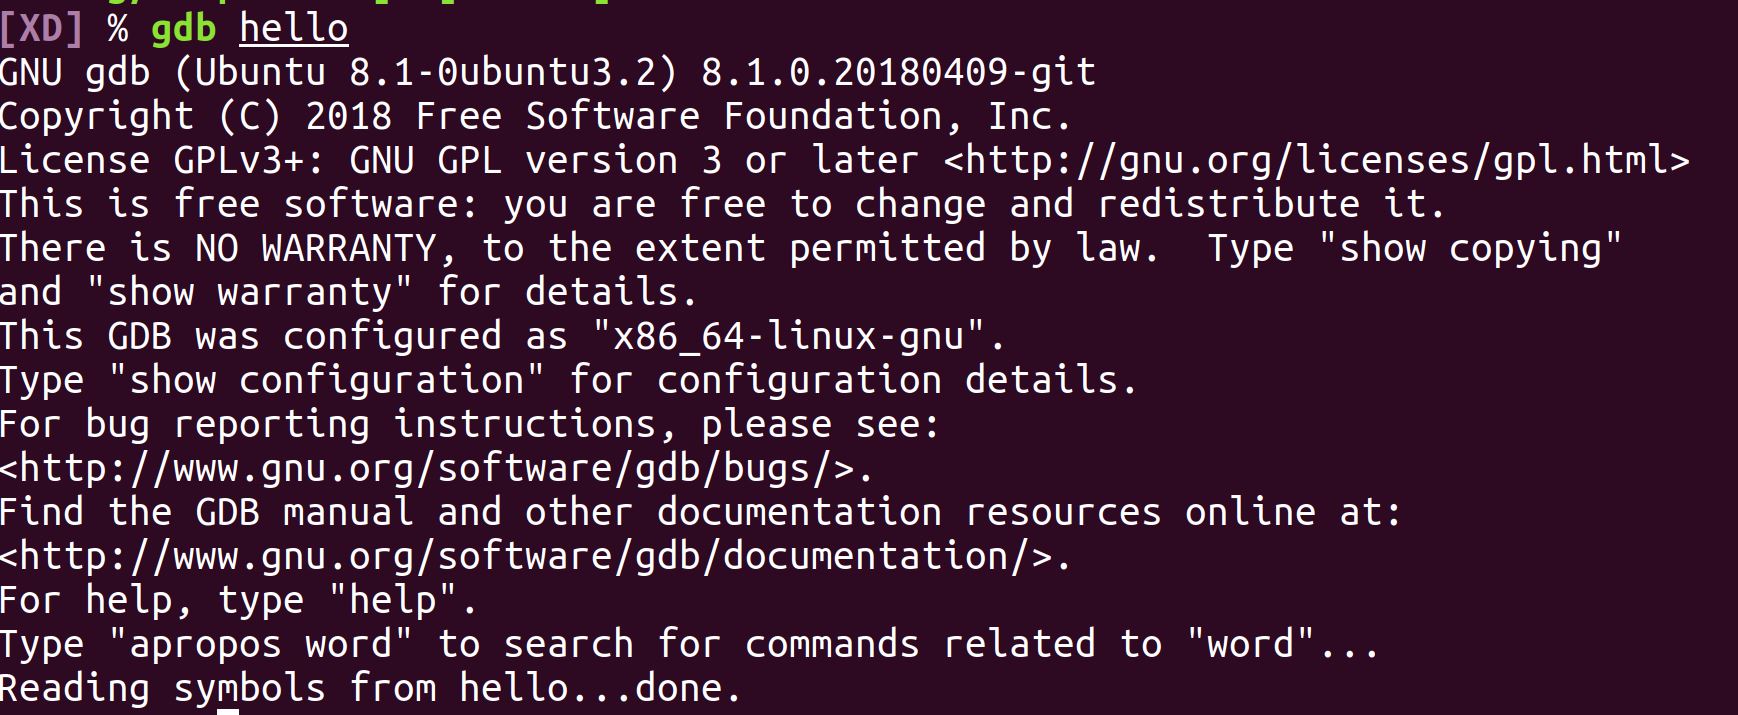 [XD] % gdb hello
GNU gdb (Ubuntu 8.1-0ubuntu3.2) 8.1.0.20180409-git
Copyright (C) 2018 Free Software Foundation, Inc.
License GPLv3+: GNU GPL version 3 or later <http://gnu.org/licenses/gpl.html>
This is free software: you are free to change and redistribute it.
There is NO WARRANTY, to the extent permitted by law.  Type "show copying"
and "show warranty" for details.
This GDB was configured as "x86_64-linux-gnu".
Type "show configuration" for configuration details.
For bug reporting instructions, please see:
<http://www.gnu.org/software/gdb/bugs/>.
Find the GDB manual and other documentation resources online at:
<http://www.gnu.org/software/gdb/documentation/>.
For help, type "help".
Type "apropos word" to search for commands related to "word"...
Reading symbols from hello...done.